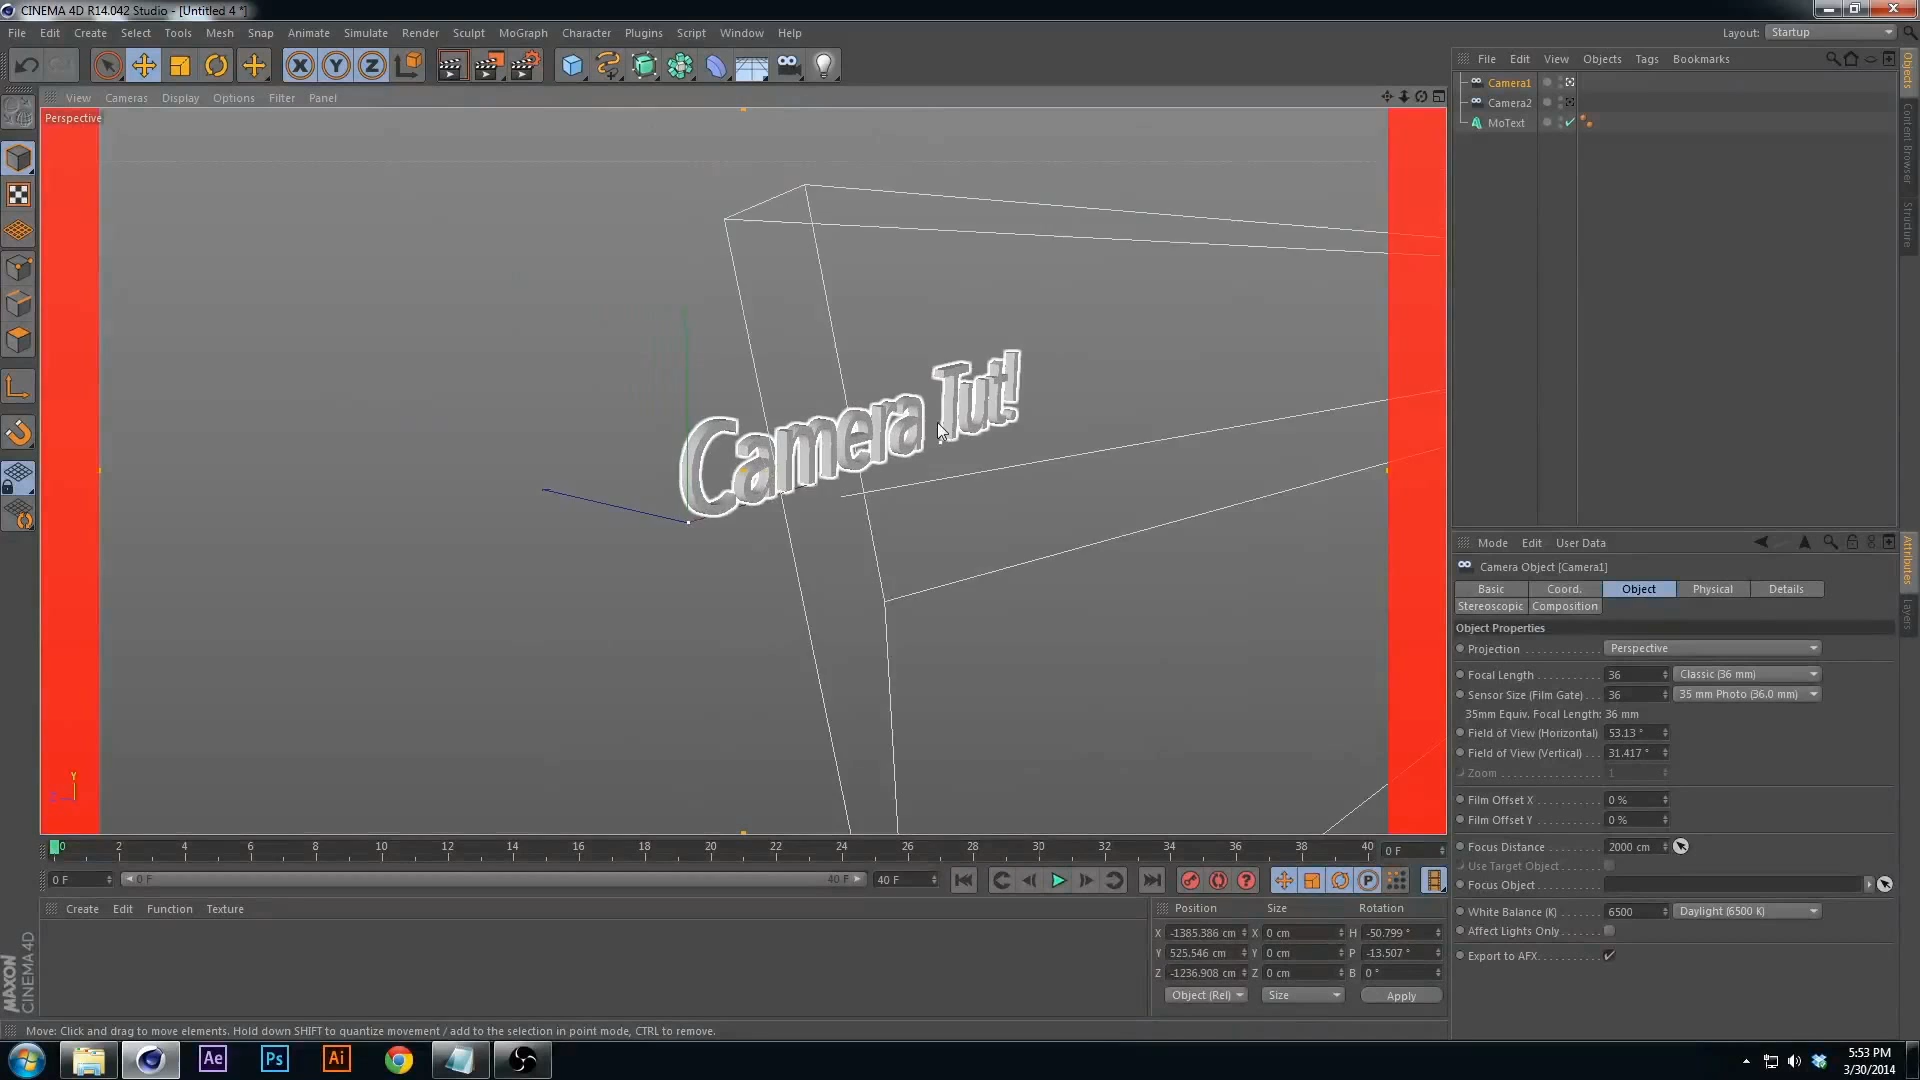 CINEMA 4D R14.042 Studio - [Untitled 4 *]
File Edit Create Select Tools Mesh Snap Animate Simulate Render Sculpt MoGraph Character Plugins Script Window Help
Layout: Startup
View Cameras Display Options Filter Panel
Perspective
Camera Tut!
Y
Z
File Edit View Objects Tags Bookmarks
Camera1
Camera2
MoText
Objects
Content Browser
Structure
Mode Edit User Data
Camera Object [Camera1]
Basic Coord. Object Physical Details
Stereoscopic Composition
Object Properties
Projection Perspective
Focal Length 36 Classic (36 mm)
Sensor Size (Film Gate) 36 35 mm Photo (36.0 mm)
35mm Equiv. Focal Length: 36 mm
Field of View (Horizontal) 53.13 °
Field of View (Vertical) 31.417 °
Zoom 1
Film Offset X 0 %
Film Offset Y 0 %
Focus Distance 2000 cm
Use Target Object
Focus Object
White Balance (K) 6500 Daylight (6500 K)
Affect Lights Only
Export to AFX
Attributes
Layers
0 2 4 6 8 10 12 14 16 18 20 22 24 26 28 30 32 34 36 38 40 0 F
0 F 0 F 40 F 40 F
Create Edit Function Texture
Position Size Rotation
X -1385.386 cm X 0 cm H -50.799 °
Y 525.546 cm Y 0 cm P -13.507 °
Z -1236.908 cm Z 0 cm B 0 °
Object (Rel) Size Apply
MAXON
CINEMA 4D
Move: Click and drag to move elements. Hold down SHIFT to quantize movement / add to the selection in point mode, CTRL to remove.
Ae Ps Ai
5:53 PM
3/30/2014